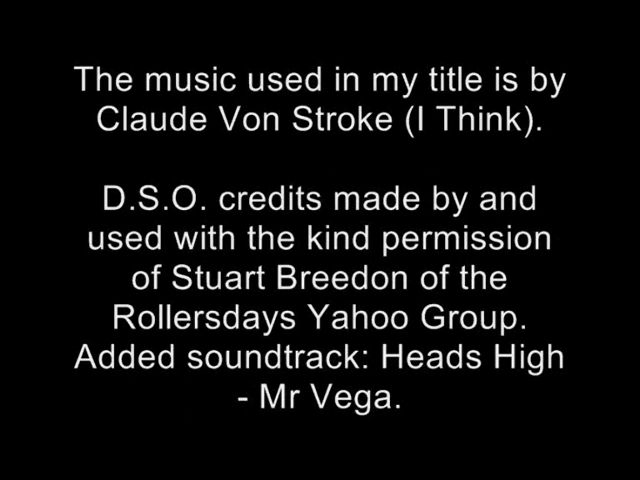 The music used in my title is by
Claude Von Stroke (I Think).
D.S.O. credits made by and
used with the kind permission
of Stuart Breedon of the
Rollersdays Yahoo Group.
Added soundtrack: Heads High
- Mr Vega.